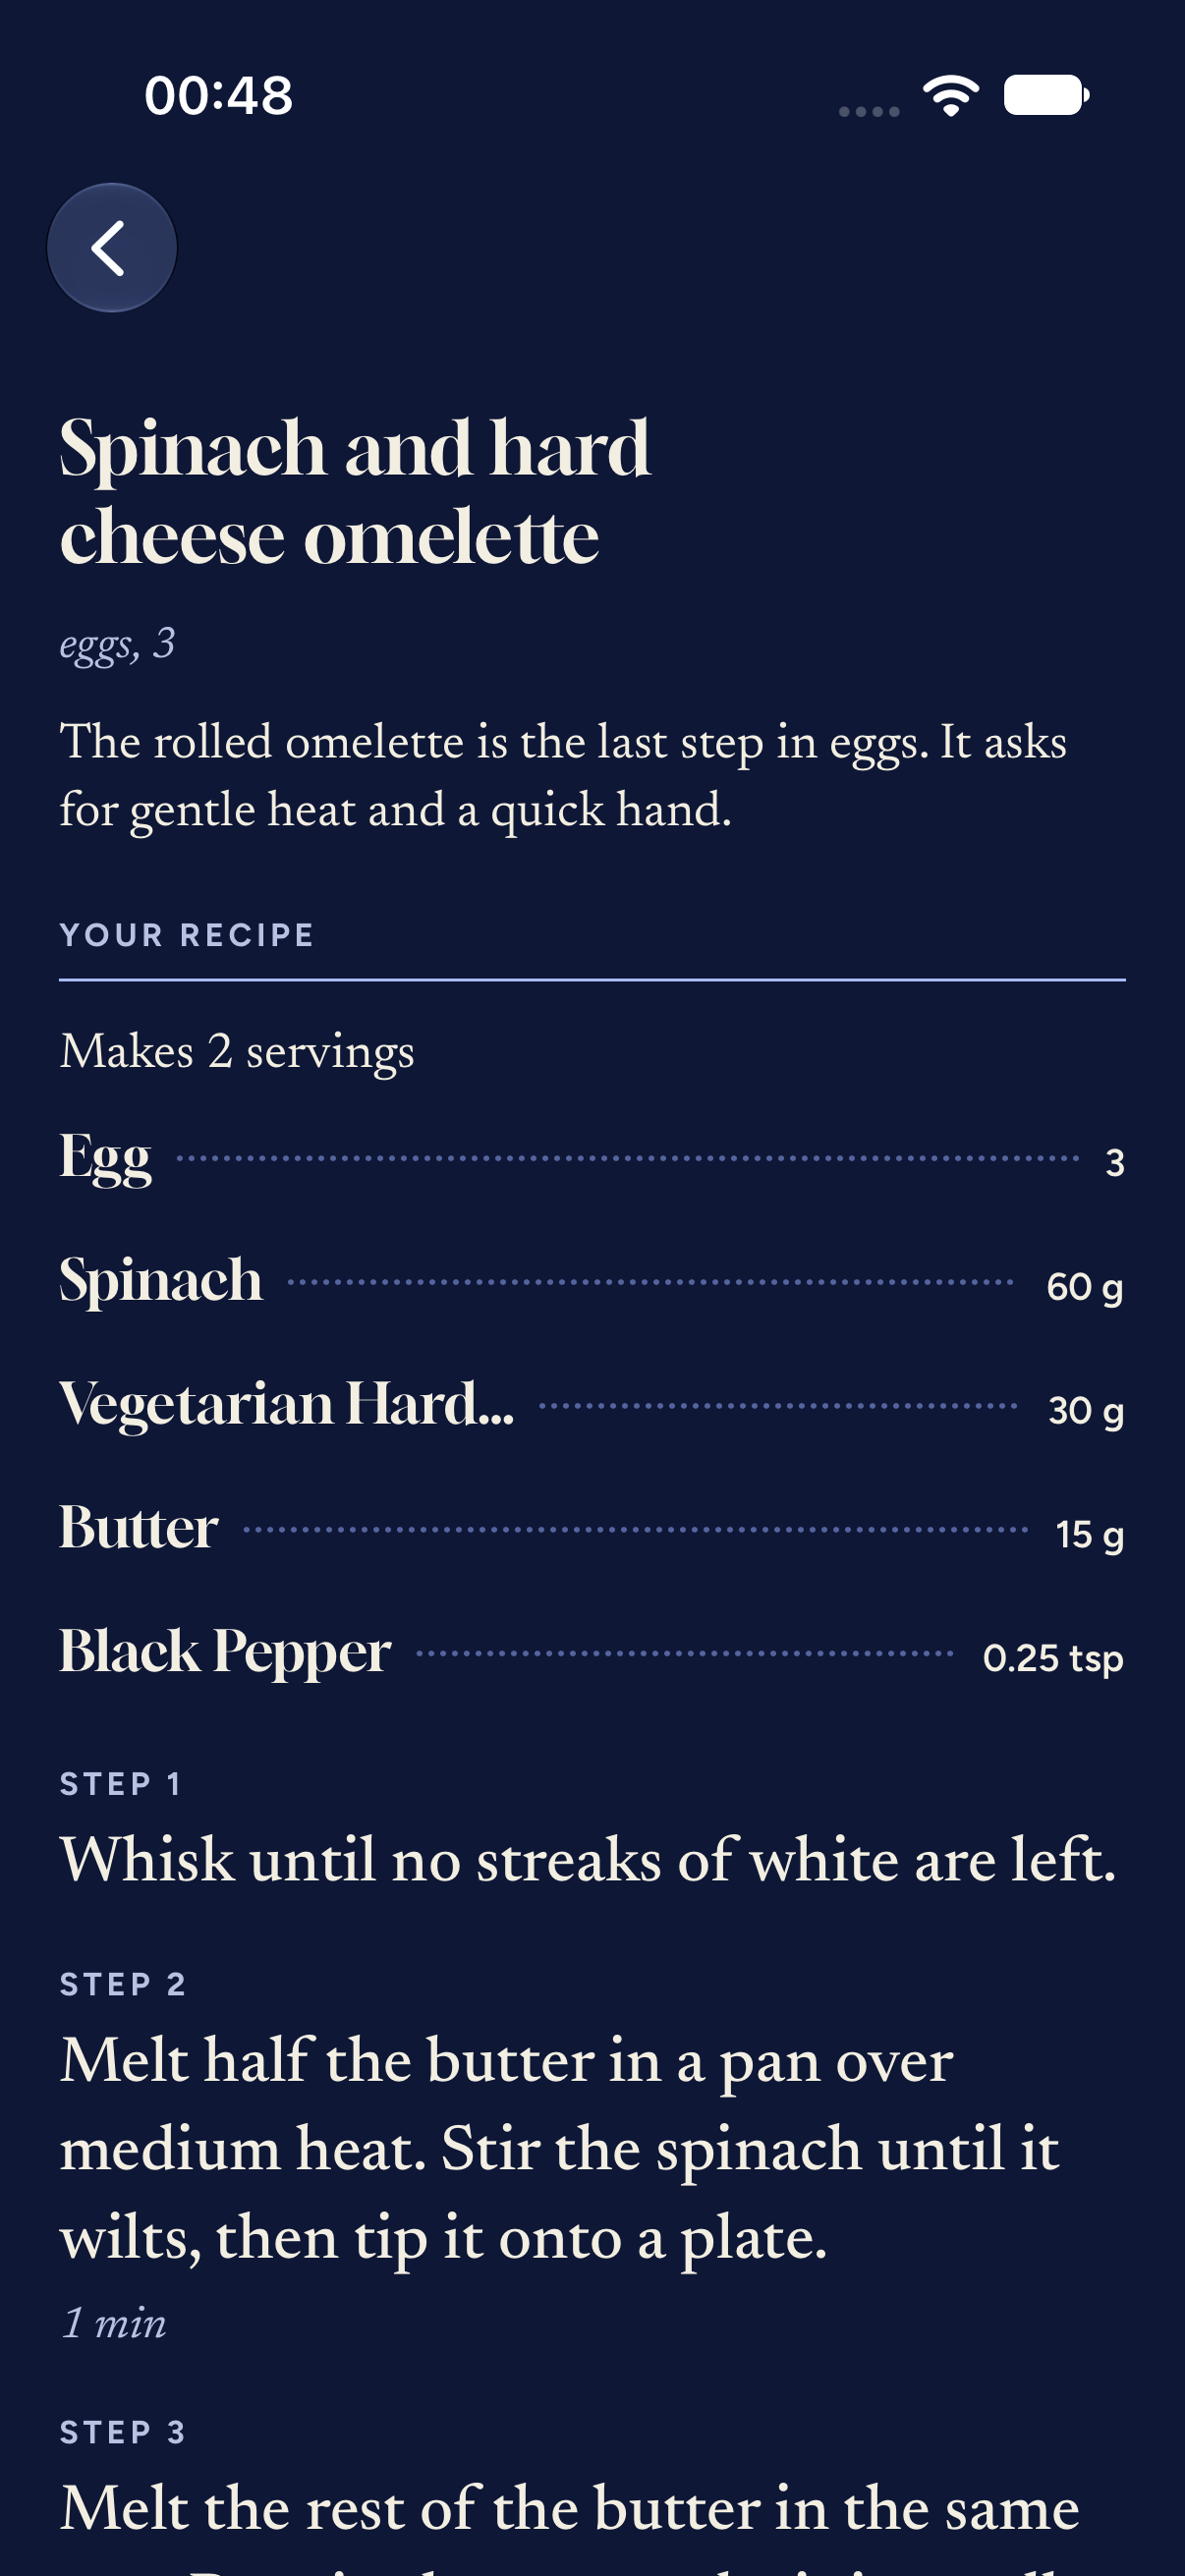 00:48
Spinach and hard
cheese omelette
eggs, 3
The rolled omelette is the last step in eggs. It asks
for gentle heat and a quick hand.
YOUR RECIPE
Makes 2 servings
Egg 3
Spinach 60 g
Vegetarian Hard... 30 g
Butter 15 g
Black Pepper 0.25 tsp
STEP 1
Whisk until no streaks of white are left.
STEP 2
Melt half the butter in a pan over
medium heat. Stir the spinach until it
wilts, then tip it onto a plate.
1 min
STEP 3
Melt the rest of the butter in the same